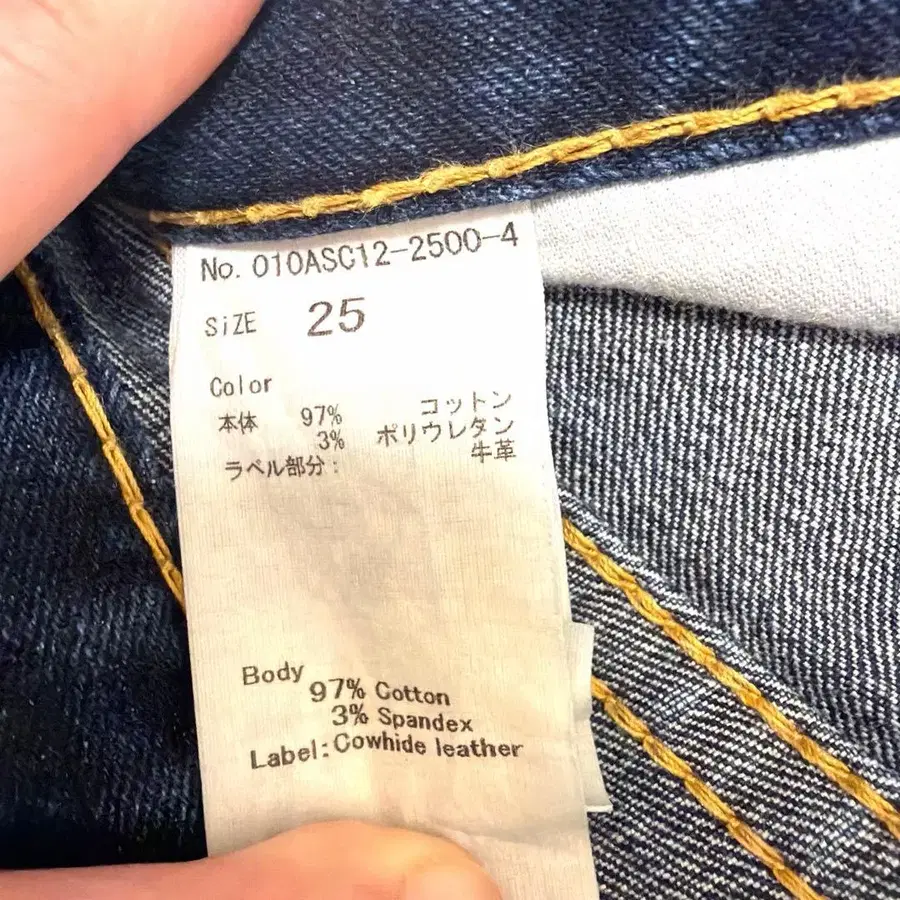 No. 010ASC12-2500-4
SiZE 25
Color
本体 97% コットン
3% ポリウレタン
ラベル部分: 牛革
Body
97% Cotton
3% Spandex
Label: Cowhide leather